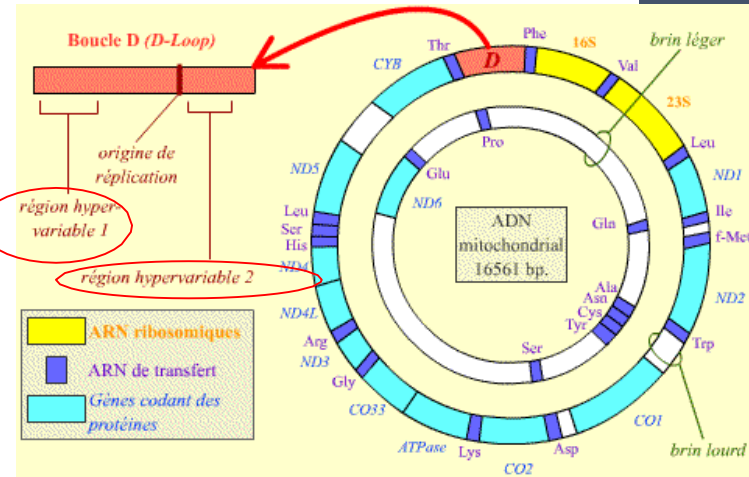 Boucle D (D-Loop)
origine de
réplication
région hyper-
variable 1
région hypervariable 2
ARN ribosomiques
ARN de transfert
Gènes codant des
protéines
D
Phe
16S
Val
23S
Leu
ND1
Ile
f-Met
ND2
Trp
brin lourd
CO1
Asp
CO2
Lys
ATPase
CO33
Gly
ND3
Arg
ND4L
ND4
His
Ser
Leu
ND5
CYB
Thr
brin léger
Pro
Glu
ND6
Gln
Ala
Asn
Cys
Tyr
Ser
ADN
mitochondrial
16561 bp.